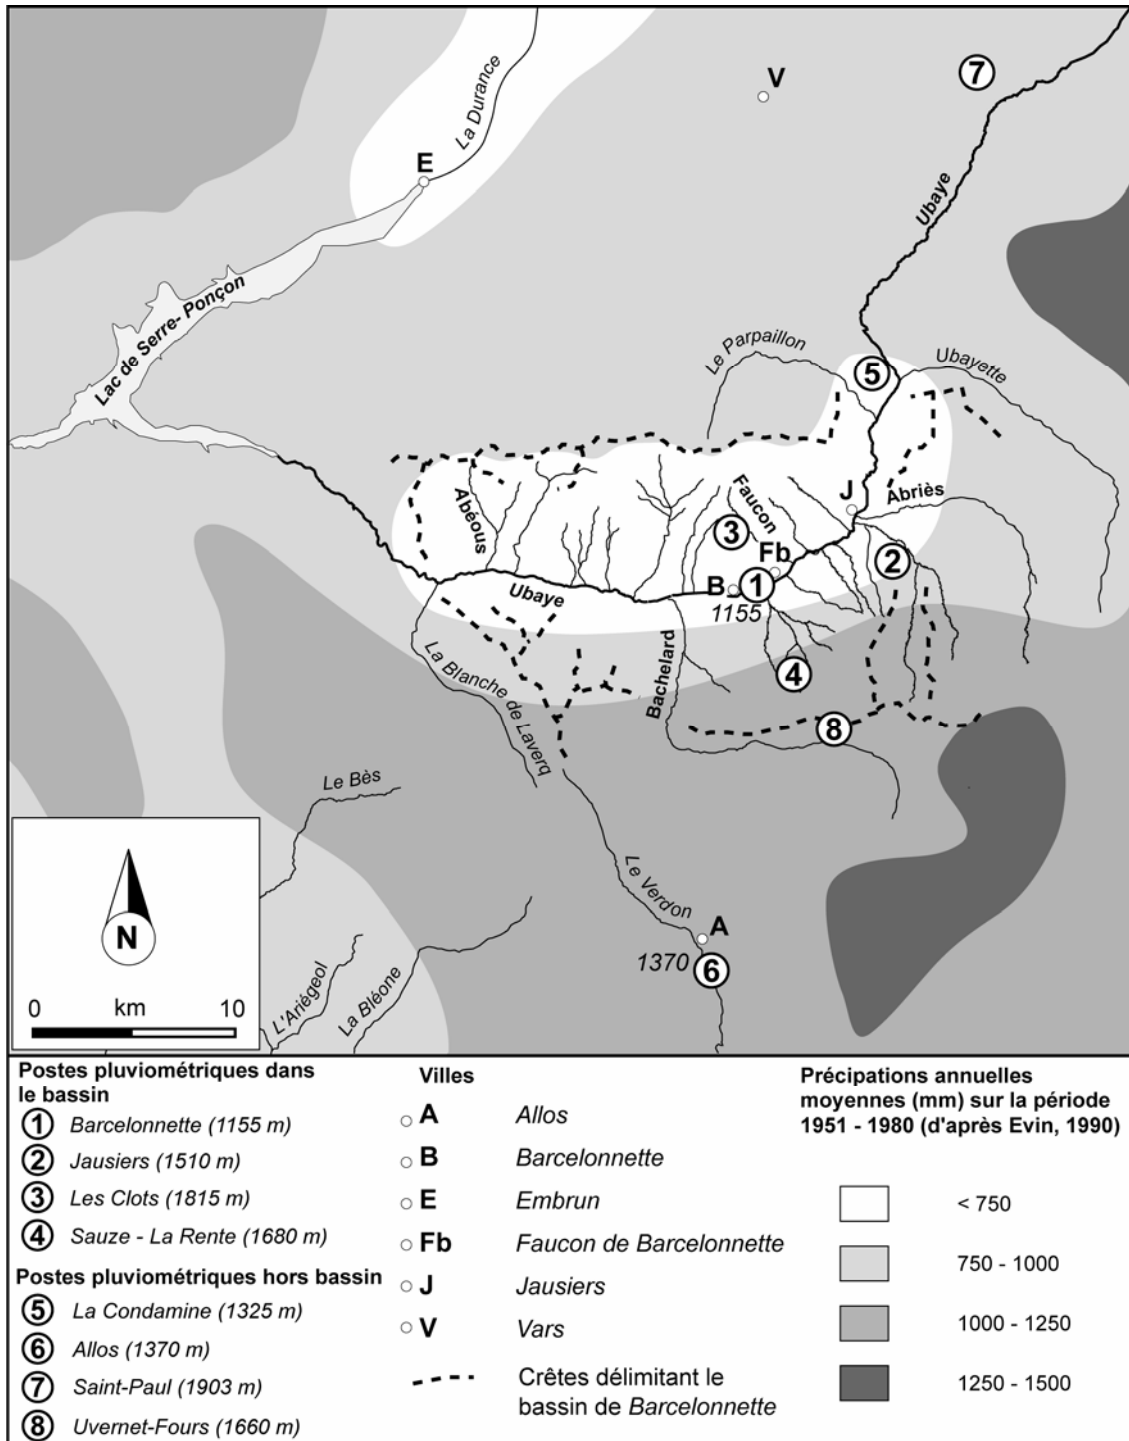 V
7
La Durance
E
Ubaye
Lac de Serre- Ponçon
Le Parpaillon
5
Ubayette
Abéous
Faucon
J
Abriès
3
Fb
2
B
1
1155
Ubaye
La Blanche de Laverq
Bachelard
4
8
Le Bès
Le Verdon
A
1370
6
N
0 km 10
L'Ariégeol
La Bléone
Postes pluviométriques dans
le bassin
1 Barcelonnette (1155 m)
2 Jausiers (1510 m)
3 Les Clots (1815 m)
4 Sauze - La Rente (1680 m)
Postes pluviométriques hors bassin
5 La Condamine (1325 m)
6 Allos (1370 m)
7 Saint-Paul (1903 m)
8 Uvernet-Fours (1660 m)
Villes
A Allos
B Barcelonnette
E Embrun
Fb Faucon de Barcelonnette
J Jausiers
V Vars
Crêtes délimitant le
bassin de Barcelonnette
Précipations annuelles
moyennes (mm) sur la période
1951 - 1980 (d'après Evin, 1990)
< 750
750 - 1000
1000 - 1250
1250 - 1500